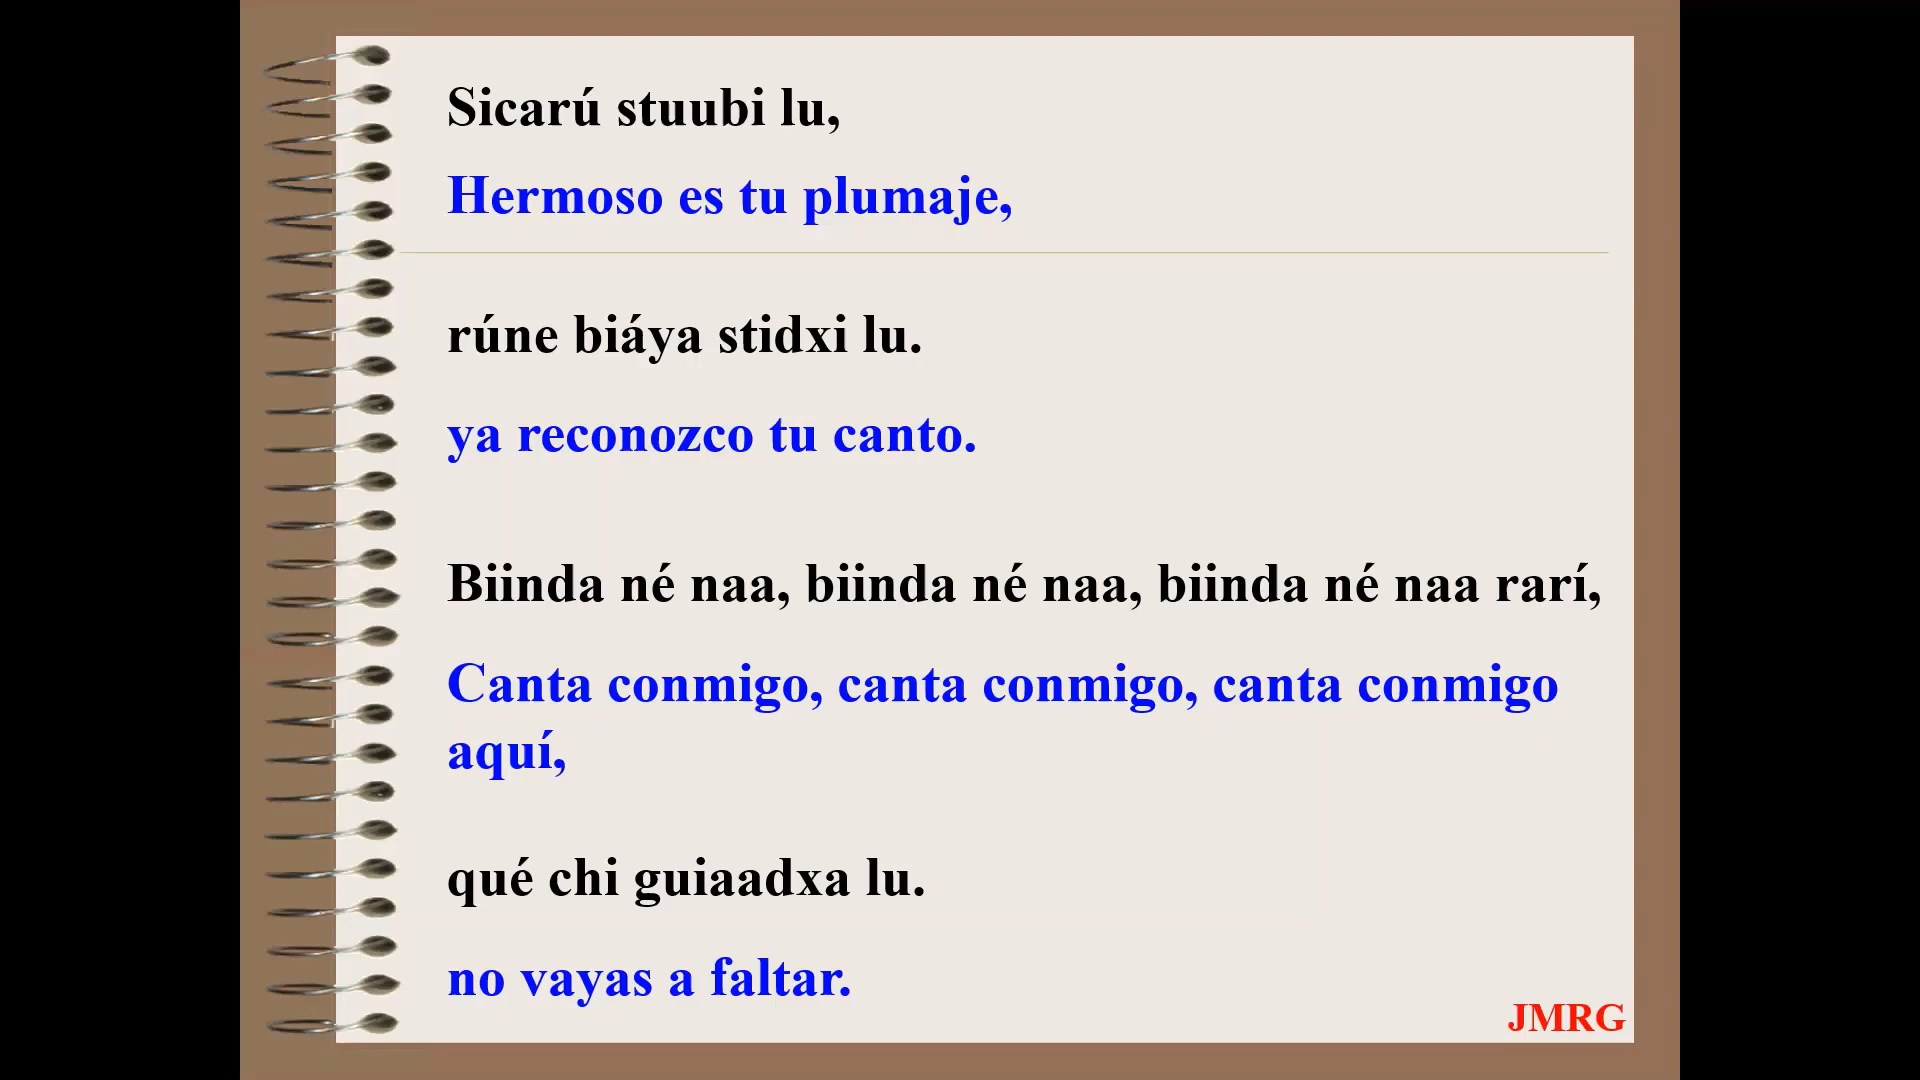 Sicarú stuubi lu,
Hermoso es tu plumaje,
rúne biáya stidxi lu.
ya reconozco tu canto.
Biinda né naa, biinda né naa, biinda né naa rarí,
Canta conmigo, canta conmigo, canta conmigo
aquí,
qué chi guiaadxa lu.
no vayas a faltar.
JMRG